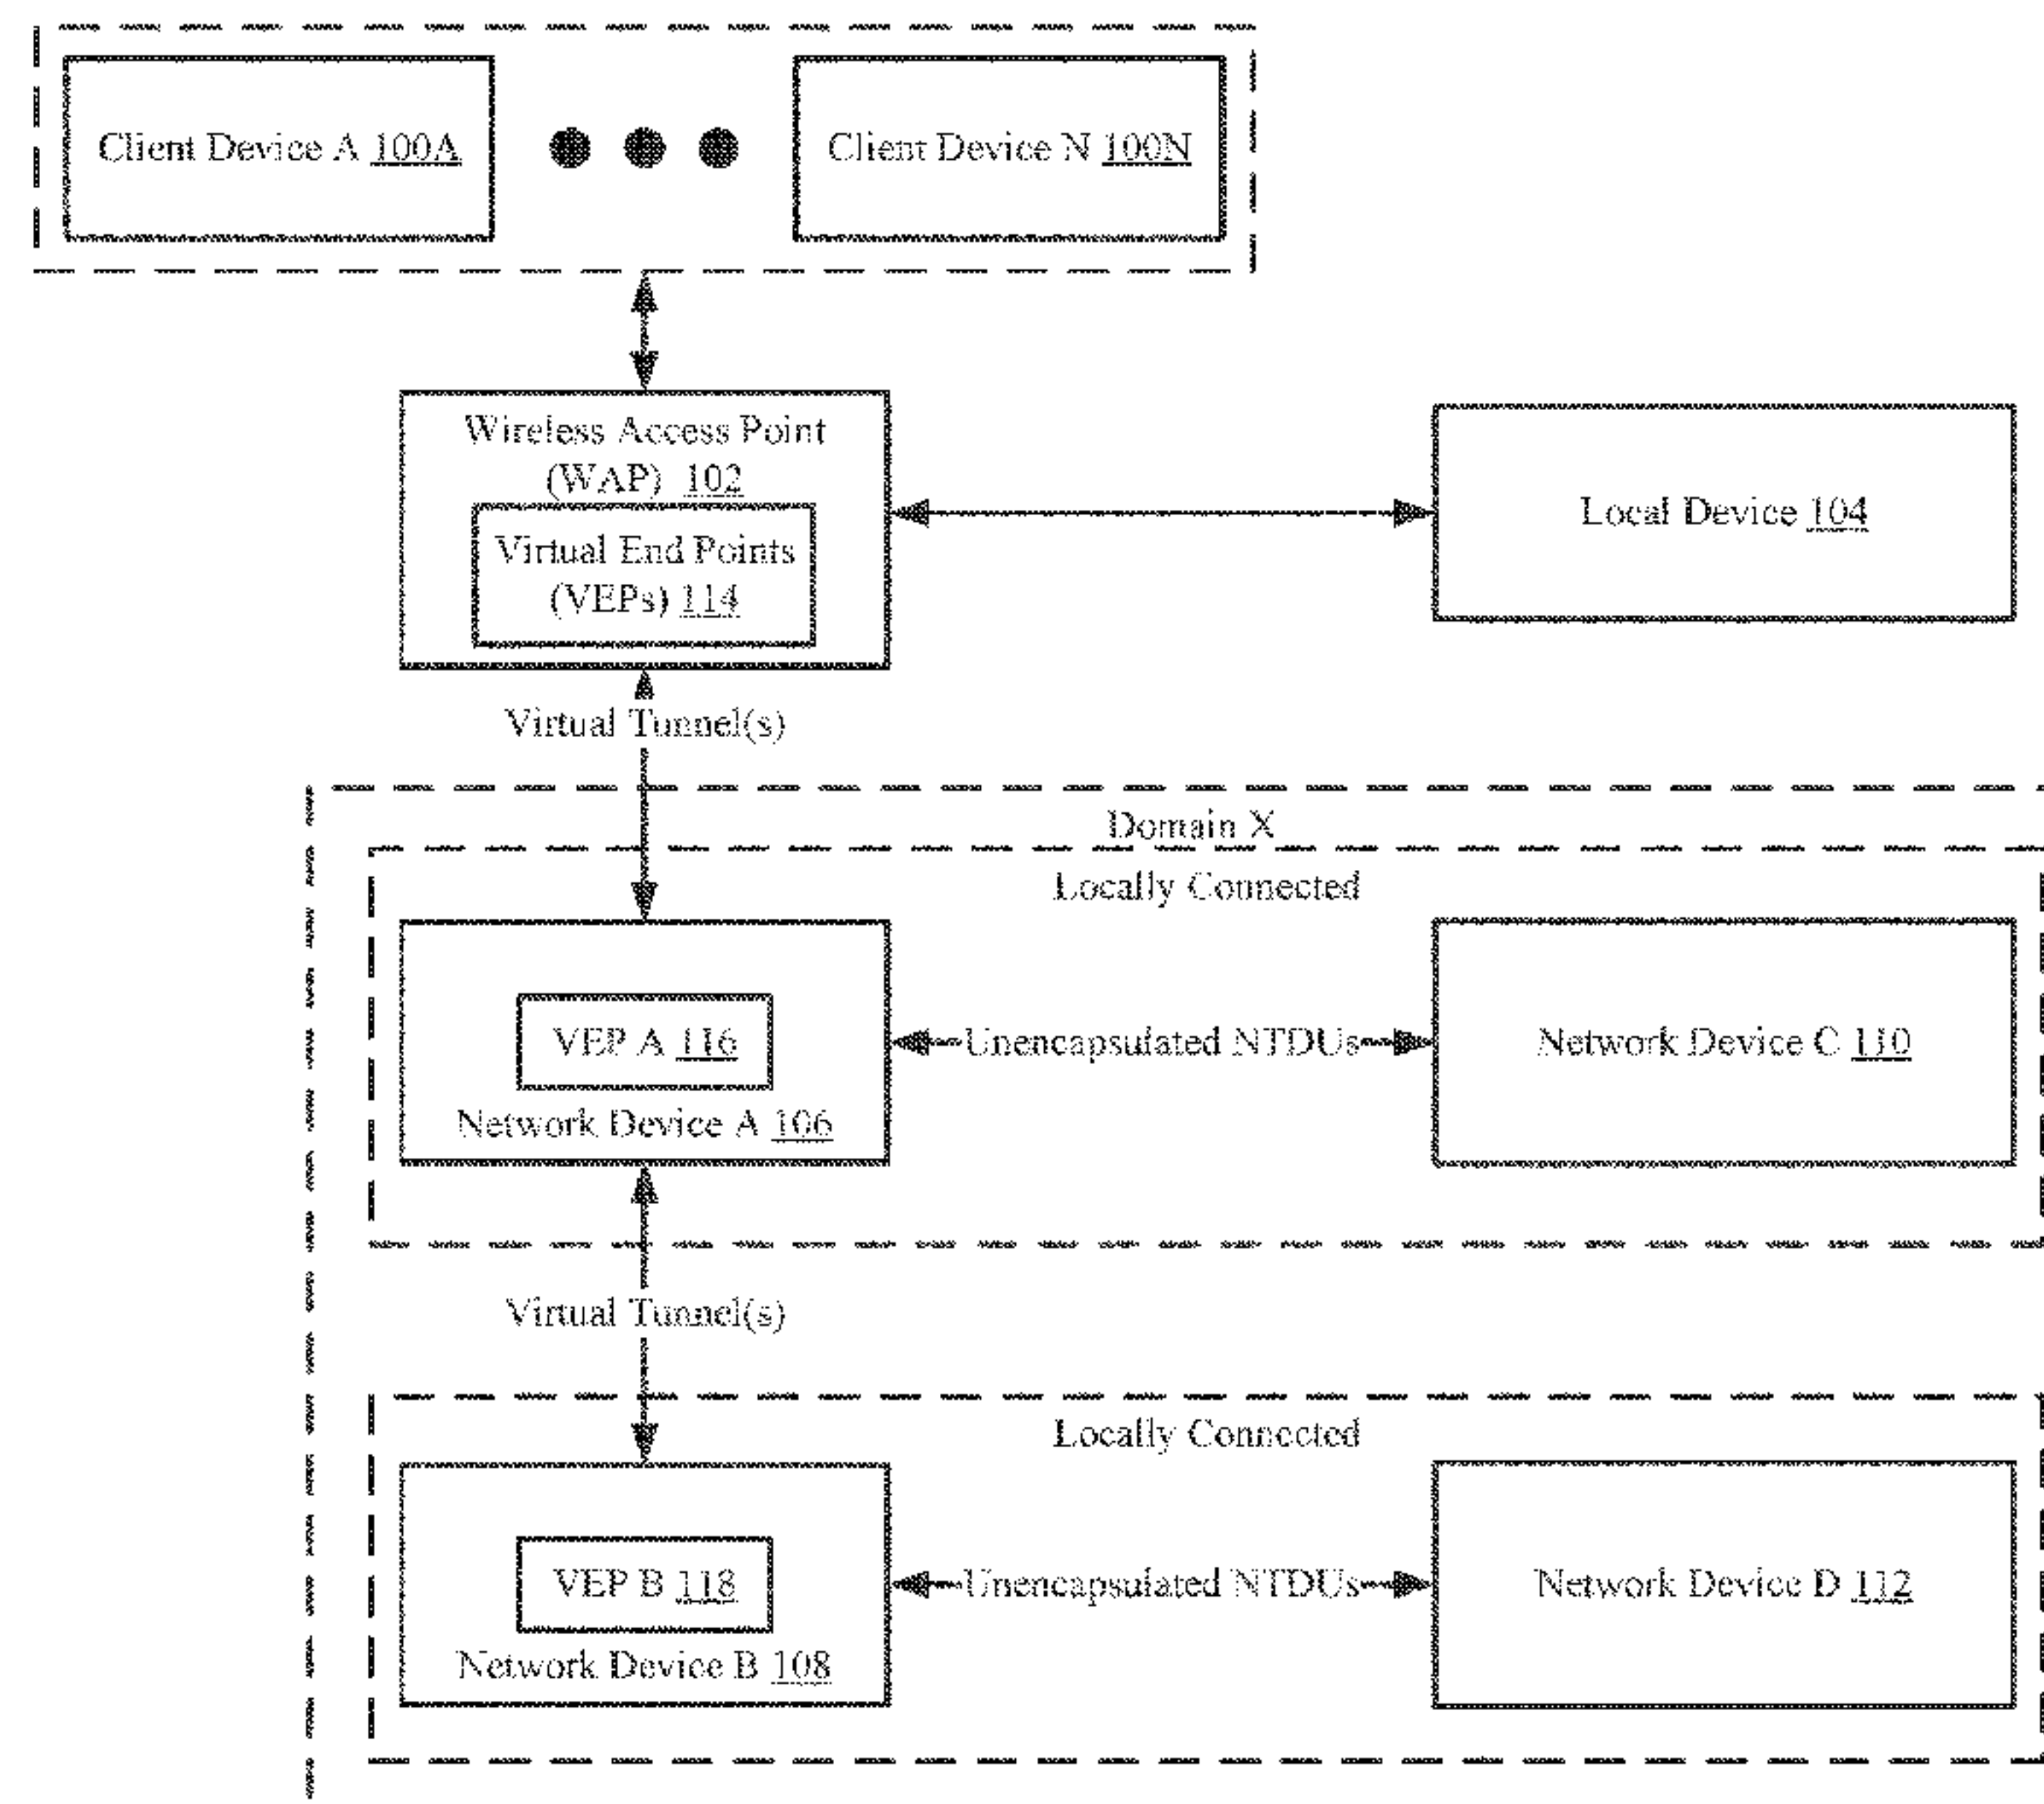 Client Device A 100A
Client Device N 100N
Wireless Access Point
(WAP) 102
Virtual End Points
(VEPs) 114
Local Device 104
Virtual Tunnel(s)
Domain X
Locally Connected
VEP A 116
Network Device A 106
Unencapsulated NTDUs
Network Device C 110
Virtual Tunnel(s)
Locally Connected
VEP B 118
Network Device B 108
Unencapsulated NTDUs
Network Device D 112